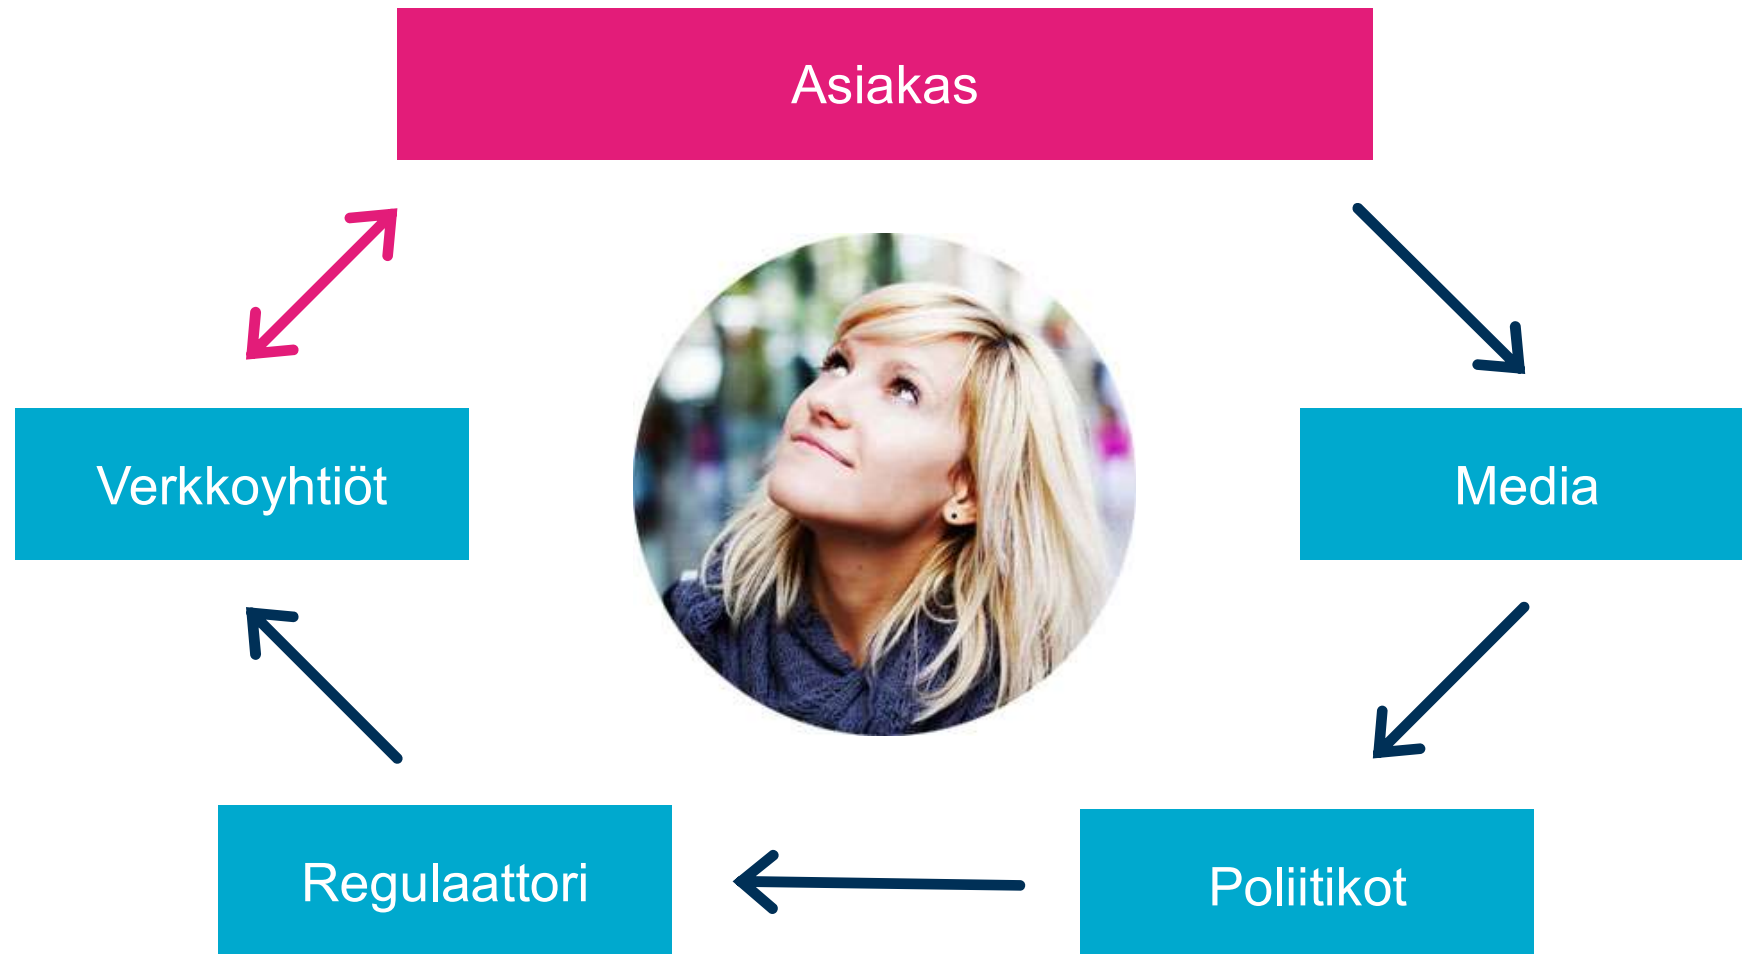 Asiakas
Verkkoyhtiöt
Media
Regulaattori
Poliitikot